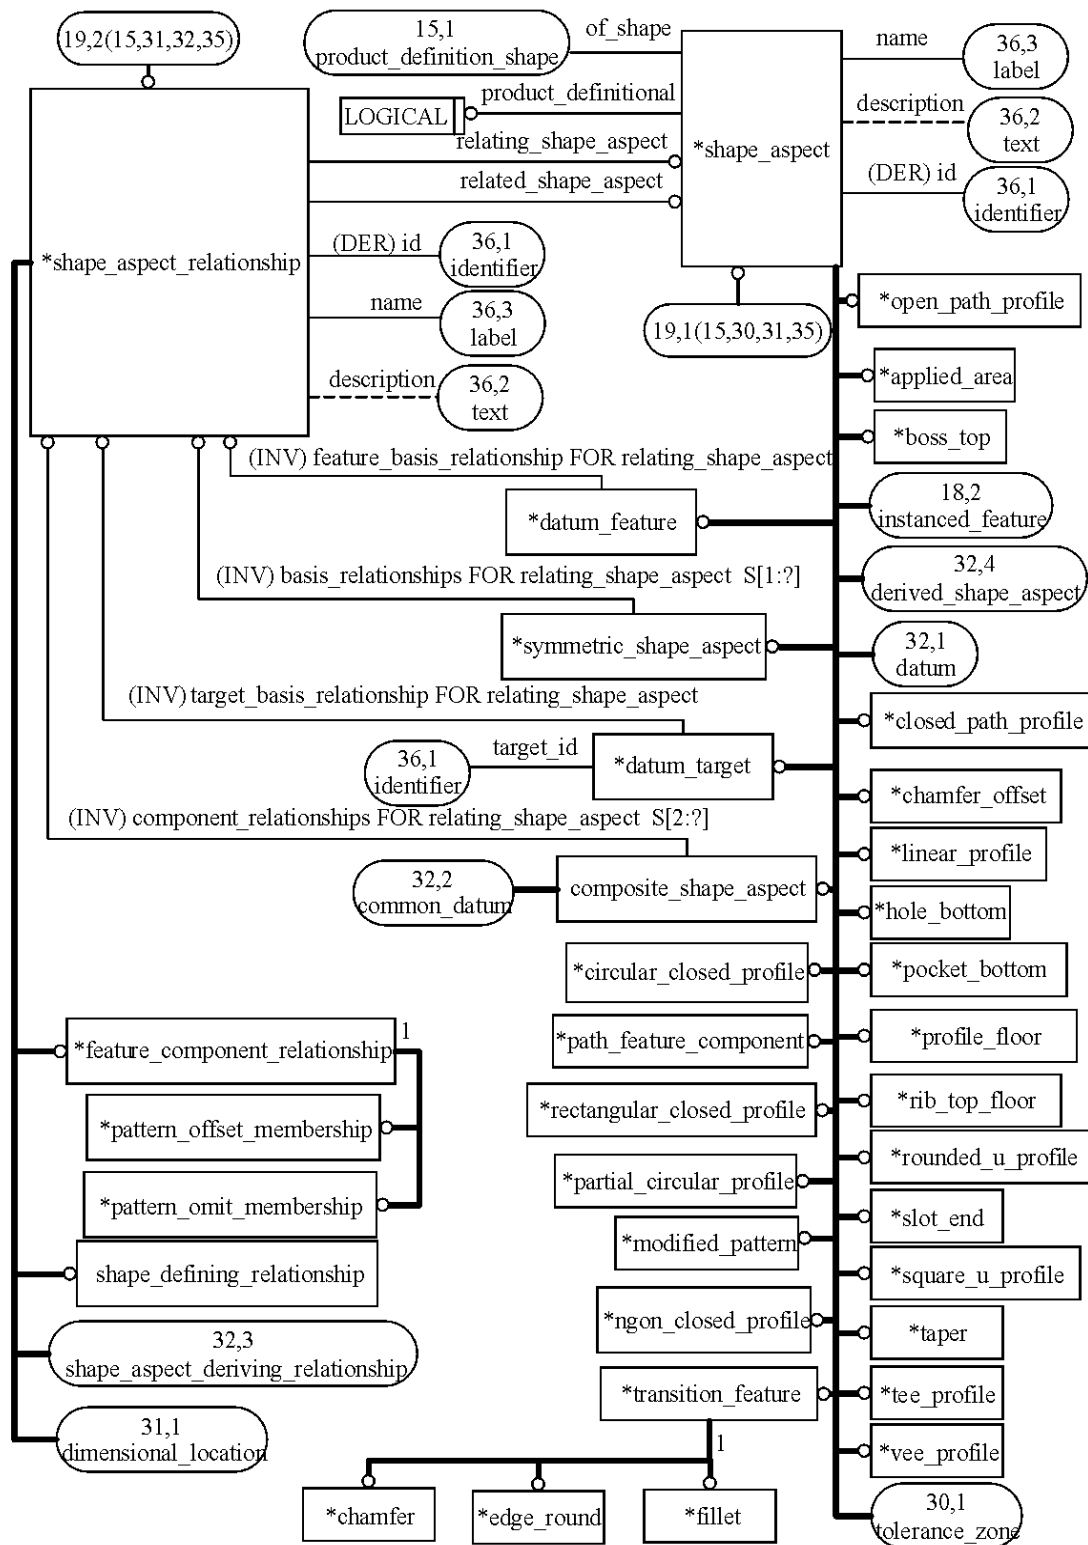 19,2(15,31,32,35)
15,1
product_definition_shape
of_shape
name
36,3
label
LOGICAL
product_definitional
description
36,2
text
relating_shape_aspect
*shape_aspect
related_shape_aspect
(DER) id
36,1
identifier
*shape_aspect_relationship
(DER) id
36,1
identifier
name
36,3
label
19,1(15,30,31,35)
*open_path_profile
description
36,2
text
*applied_area
*boss_top
(INV) feature_basis_relationship FOR relating_shape_aspect
*datum_feature
18,2
instanced_feature
(INV) basis_relationships FOR relating_shape_aspect S[1:?]
32,4
derived_shape_aspect
*symmetric_shape_aspect
32,1
datum
(INV) target_basis_relationship FOR relating_shape_aspect
*closed_path_profile
36,1
identifier
target_id
*datum_target
*chamfer_offset
(INV) component_relationships FOR relating_shape_aspect S[2:?]
*linear_profile
32,2
common_datum
composite_shape_aspect
*hole_bottom
*circular_closed_profile
*pocket_bottom
*feature_component_relationship
1
*path_feature_component
*profile_floor
*pattern_offset_membership
*rectangular_closed_profile
*rib_top_floor
*rounded_u_profile
*pattern_omit_membership
*partial_circular_profile
*slot_end
*modified_pattern
shape_defining_relationship
*square_u_profile
*ngon_closed_profile
*taper
32,3
shape_aspect_deriving_relationship
*transition_feature
*tee_profile
31,1
dimensional_location
1
*vee_profile
*chamfer
*edge_round
*fillet
30,1
tolerance_zone